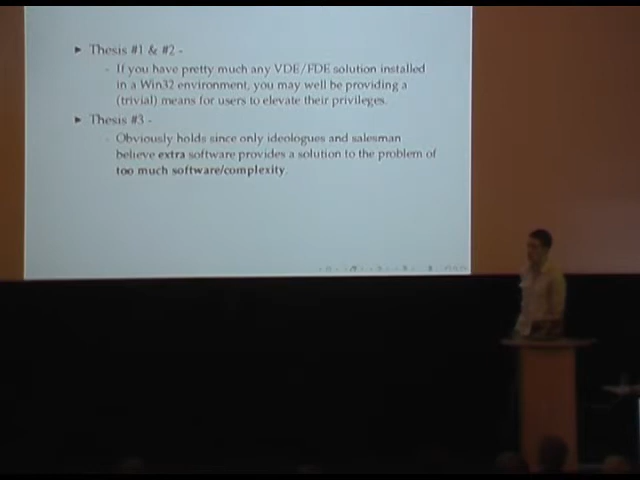 Thesis #1 & #2 -
- If you have pretty much any VDE/FDE solution installed
in a Win32 environment, you may well be providing a
(trivial) means for users to elevate their privileges.
Thesis #3 -
- Obviously holds since only ideologues and salesman
believe extra software provides a solution to the problem of
too much software/complexity.